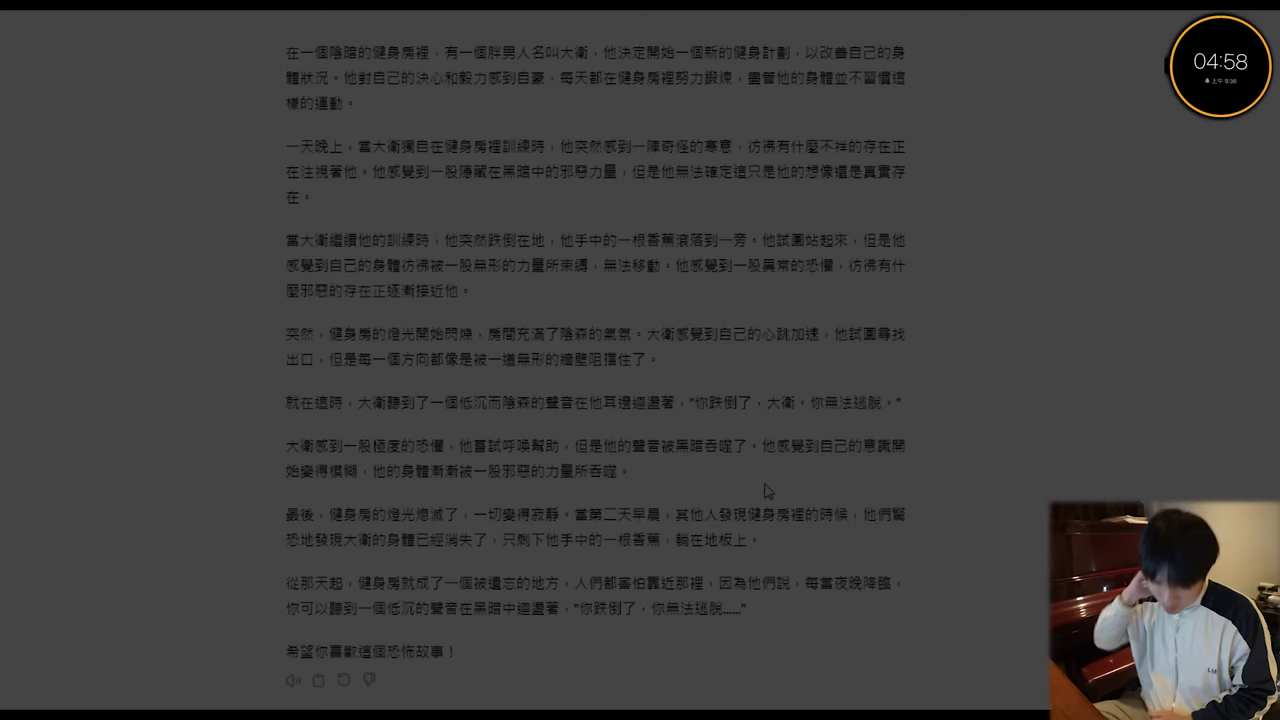 04:58
上午 9:36
在一個陰暗的健身房裡，有一個胖男人名叫大衛，他決定開始一個新的健身計劃，以改善自己的身
體狀況。他對自己的決心和毅力感到自豪，每天都在健身房裡努力鍛煉，儘管他的身體並不習慣這
樣的運動。
一天晚上，當大衛獨自在健身房裡訓練時，他突然感到一陣奇怪的寒意，彷彿有什麼不祥的存在正
在注視著他。他感覺到一股隱藏在黑暗中的邪惡力量，但是他無法確定這只是他的想像還是真實存
在。
當大衛繼續他的訓練時，他突然跌倒在地，他手中的一根香蕉滾落到一旁。他試圖站起來，但是他
感覺到自己的身體彷彿被一股無形的力量所束縛，無法移動。他感覺到一股異常的恐懼，彷彿有什
麼邪惡的存在正逐漸接近他。
突然，健身房的燈光開始閃爍，房間充滿了陰森的氣氛。大衛感覺到自己的心跳加速，他試圖尋找
出口，但是每一個方向都像是被一道無形的牆壁阻擋住了。
就在這時，大衛聽到了一個低沉而陰森的聲音在他耳邊迴盪著，"你跌倒了，大衛。你無法逃脫。"
大衛感到一股極度的恐懼，他嘗試呼喚幫助，但是他的聲音被黑暗吞噬了。他感覺到自己的意識開
始變得模糊，他的身體漸漸被一股邪惡的力量所吞噬。
最後，健身房的燈光熄滅了，一切變得寂靜。當第二天早晨，其他人發現健身房裡的時候，他們驚
恐地發現大衛的身體已經消失了，只剩下他手中的一根香蕉，躺在地板上。
從那天起，健身房就成了一個被遺忘的地方，人們都害怕靠近那裡，因為他們說，每當夜晚降臨，
你可以聽到一個低沉的聲音在黑暗中迴盪著，"你跌倒了，你無法逃脫……"
希望你喜歡這個恐怖故事！